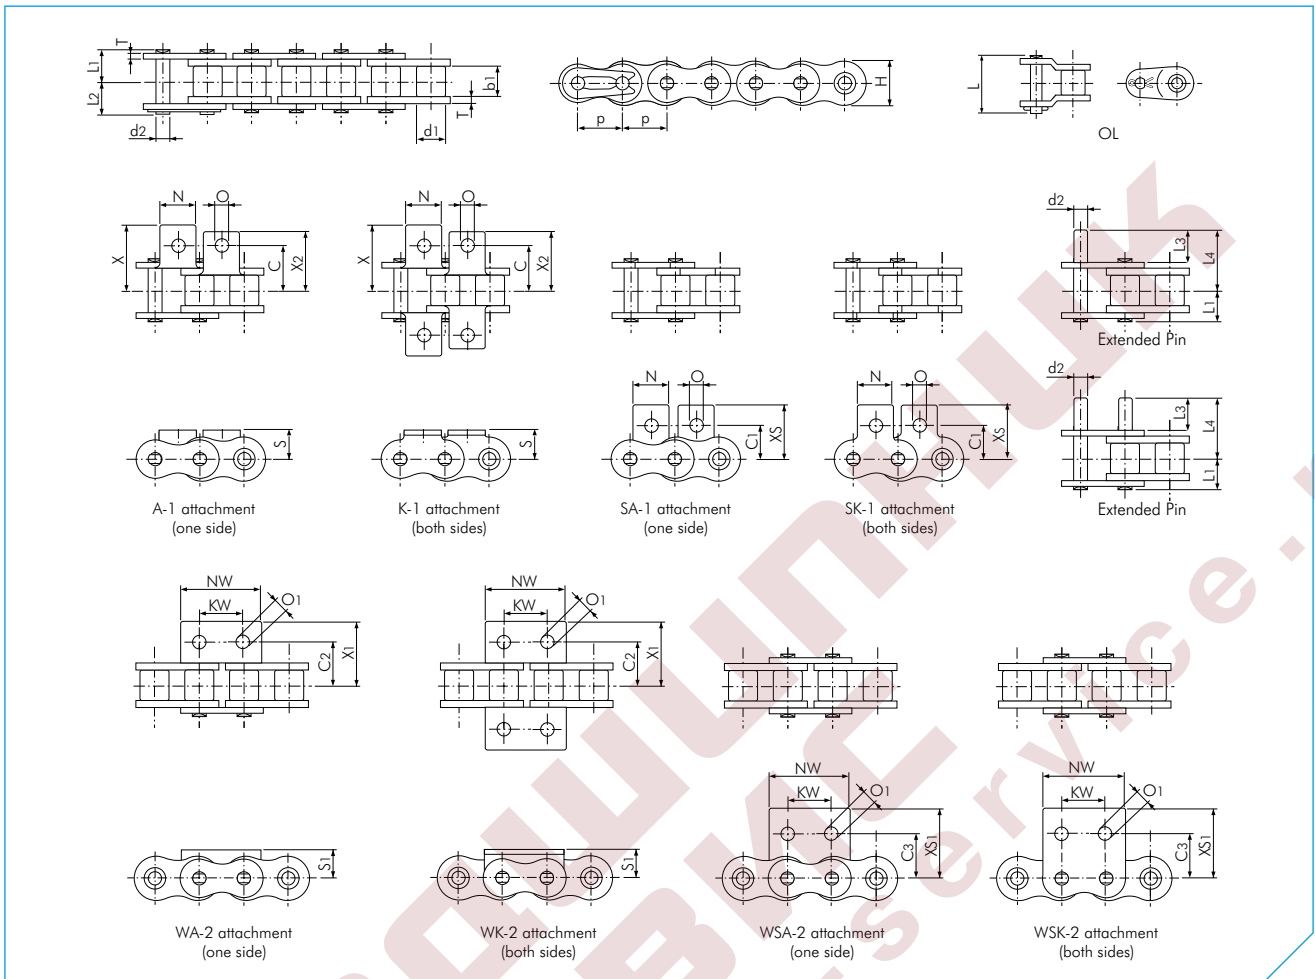 T
L1
L2
d2
d1
b1
T
p
p
H
L
OL
N
O
X
C
X2
N
O
X
C
X2
d2
L3
L4
L1
Extended Pin
S
A-1 attachment
(one side)
S
K-1 attachment
(both sides)
N
O
C1
XS
SA-1 attachment
(one side)
N
O
C1
XS
SK-1 attachment
(both sides)
d2
L3
L4
L1
Extended Pin
NW
KW
O1
C2
X1
NW
KW
O1
C2
X1
S1
WA-2 attachment
(one side)
S1
WK-2 attachment
(both sides)
NW
KW
O1
C3
XS1
WSA-2 attachment
(one side)
NW
KW
O1
C3
XS1
WSK-2 attachment
(both sides)
service.